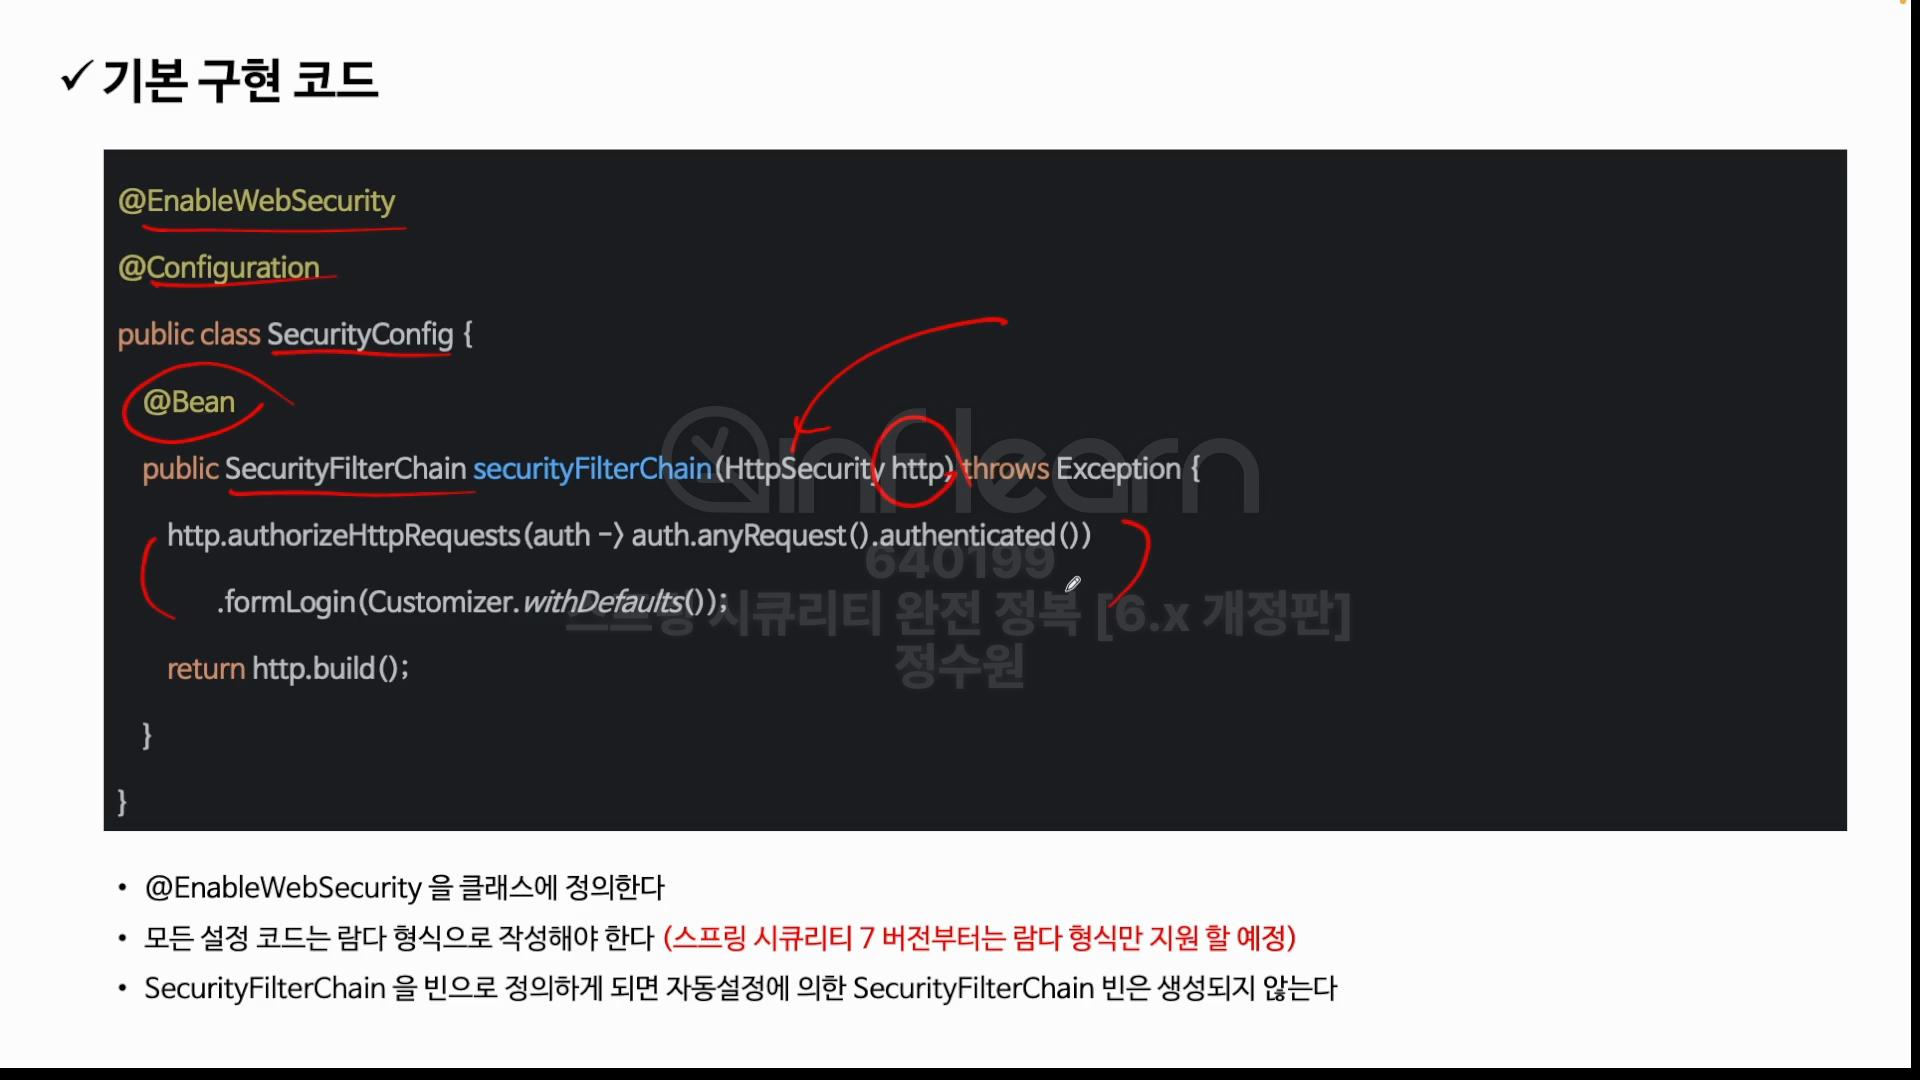 ✓ 기본 구현 코드
@EnableWebSecurity
@Configuration
public class SecurityConfig {
@Bean
public SecurityFilterChain securityFilterChain(HttpSecurity http) throws Exception {
http.authorizeHttpRequests(auth -> auth.anyRequest().authenticated())
.formLogin(Customizer.withDefaults());
return http.build();
}
}
inflearn
640199
스프링 시큐리티 완전 정복 [6.x 개정판]
정수원
• @EnableWebSecurity 을 클래스에 정의한다
• 모든 설정 코드는 람다 형식으로 작성해야 한다 (스프링 시큐리티 7 버전부터는 람다 형식만 지원 할 예정)
• SecurityFilterChain 을 빈으로 정의하게 되면 자동설정에 의한 SecurityFilterChain 빈은 생성되지 않는다